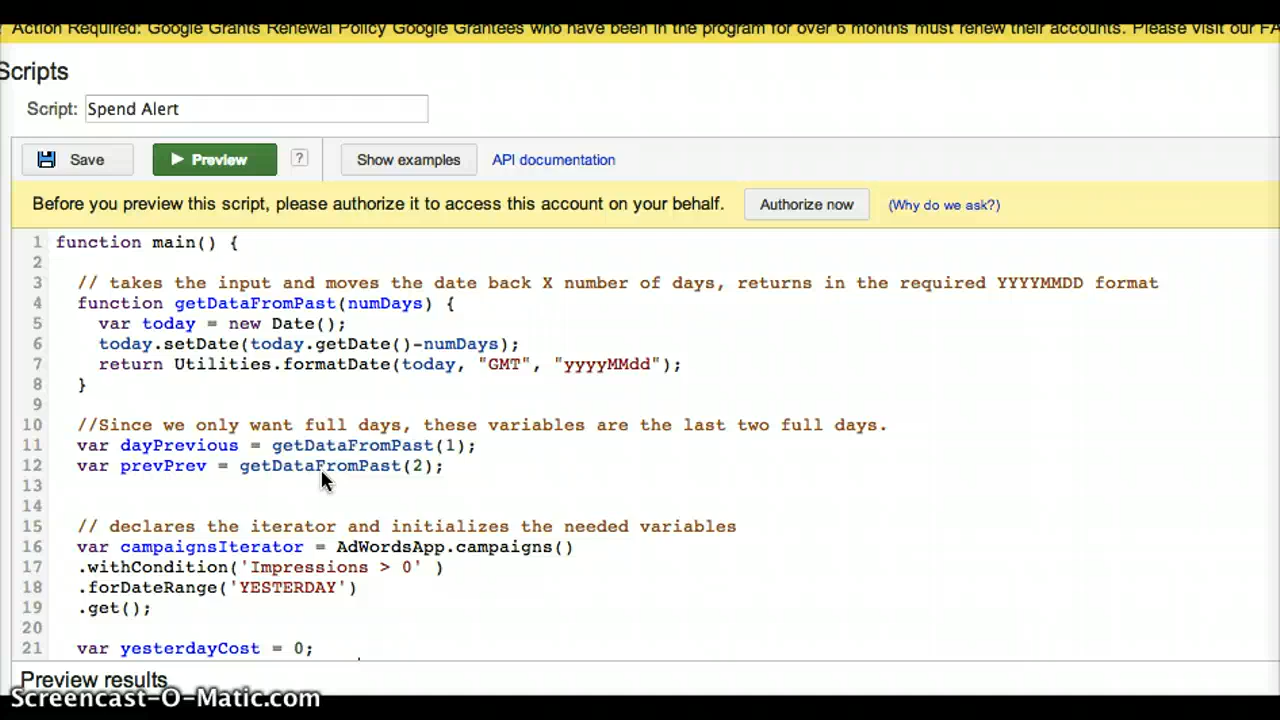 Action Required: Google Grants Renewal Policy Google Grantees who have been in the program for over 6 months must renew their accounts. Please visit our FA
Scripts
Script: Spend Alert
Save Preview ? Show examples API documentation
Before you preview this script, please authorize it to access this account on your behalf. Authorize now (Why do we ask?)
1 function main() {
2
3 // takes the input and moves the date back X number of days, returns in the required YYYYMMDD format
4 function getDataFromPast(numDays) {
5 var today = new Date();
6 today.setDate(today.getDate()-numDays);
7 return Utilities.formatDate(today, "GMT", "yyyyMMdd");
8 }
9
10 //Since we only want full days, these variables are the last two full days.
11 var dayPrevious = getDataFromPast(1);
12 var prevPrev = getDataFromPast(2);
13
14
15 // declares the iterator and initializes the needed variables
16 var campaignsIterator = AdWordsApp.campaigns()
17 .withCondition('Impressions > 0' )
18 .forDateRange('YESTERDAY')
19 .get();
20
21 var yesterdayCost = 0;
Preview results
Screencast-O-Matic.com